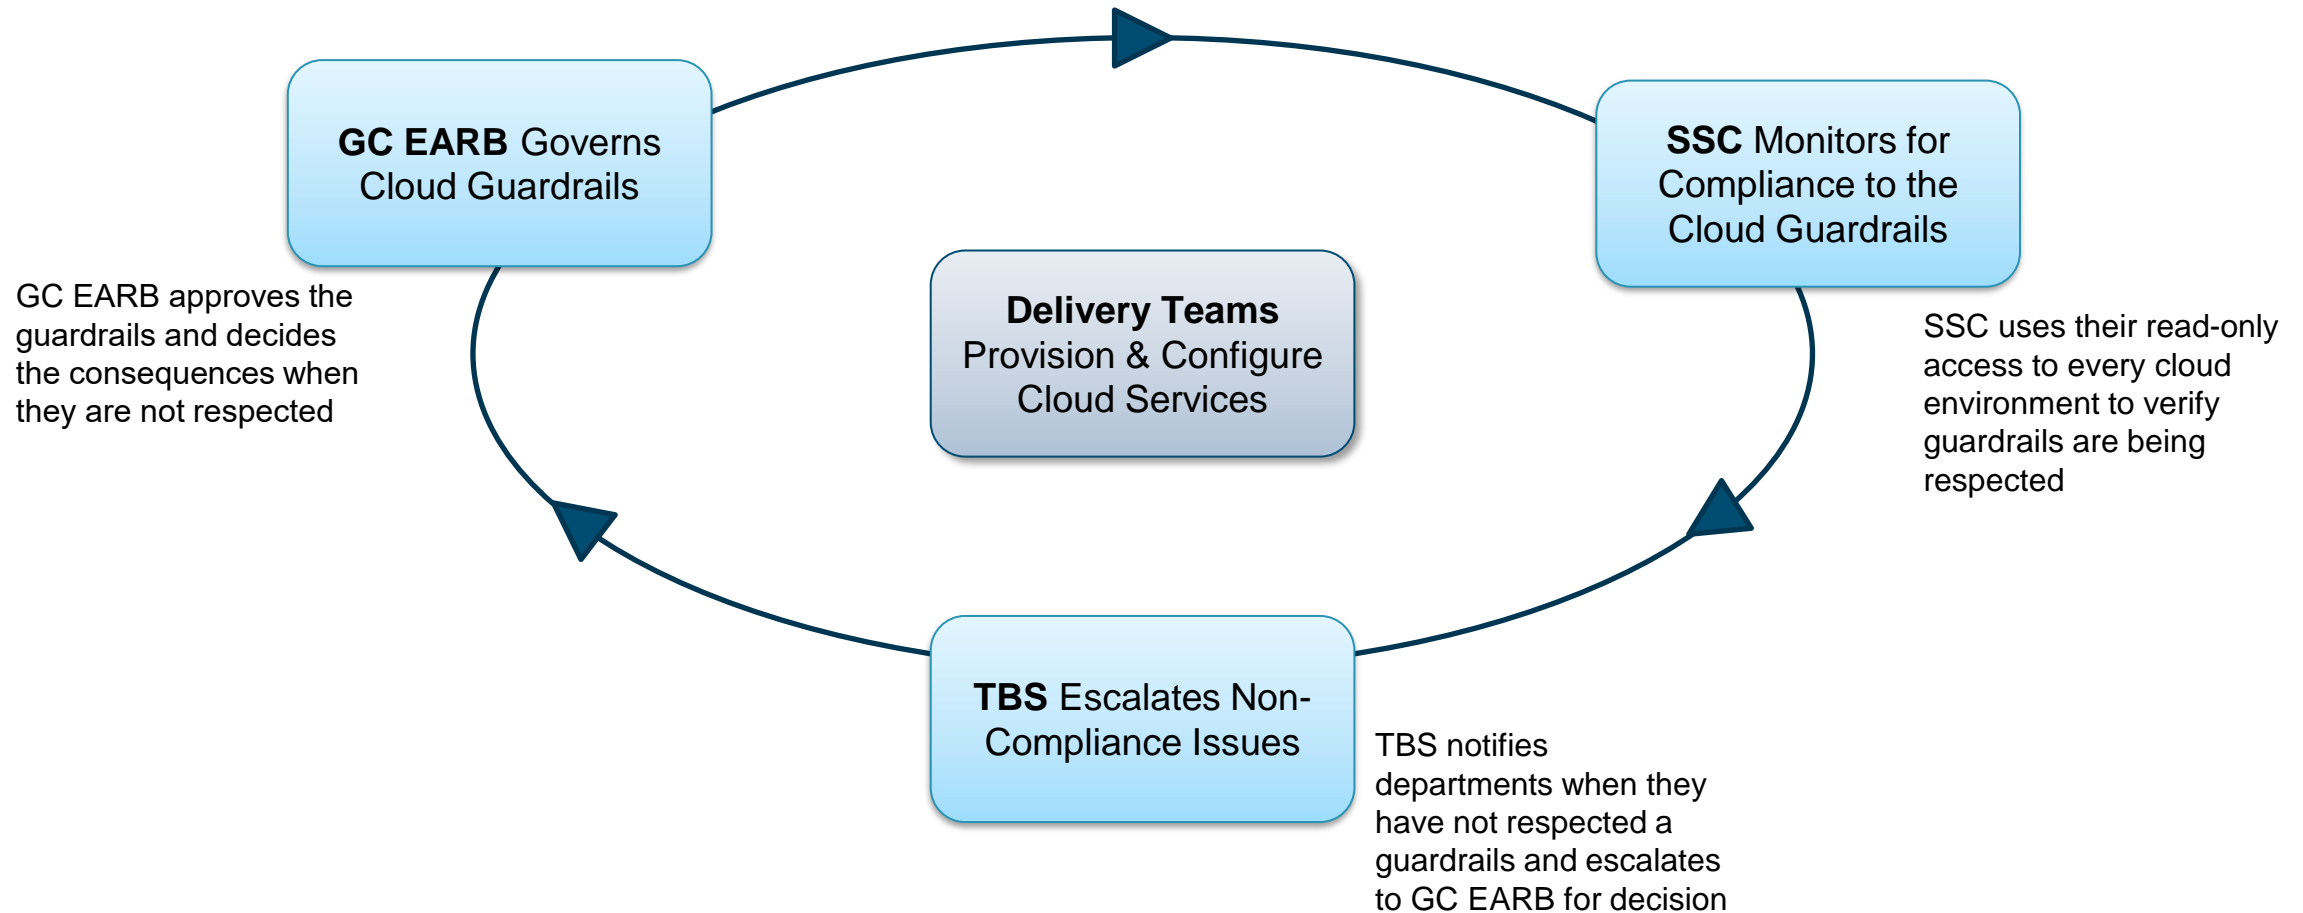 GC EARB Governs
Cloud Guardrails
SSC Monitors for
Compliance to the
Cloud Guardrails
GC EARB approves the
guardrails and decides
the consequences when
they are not respected
Delivery Teams
Provision & Configure
Cloud Services
SSC uses their read-only
access to every cloud
environment to verify
guardrails are being
respected
TBS Escalates Non-
Compliance Issues
TBS notifies
departments when they
have not respected a
guardrails and escalates
to GC EARB for decision